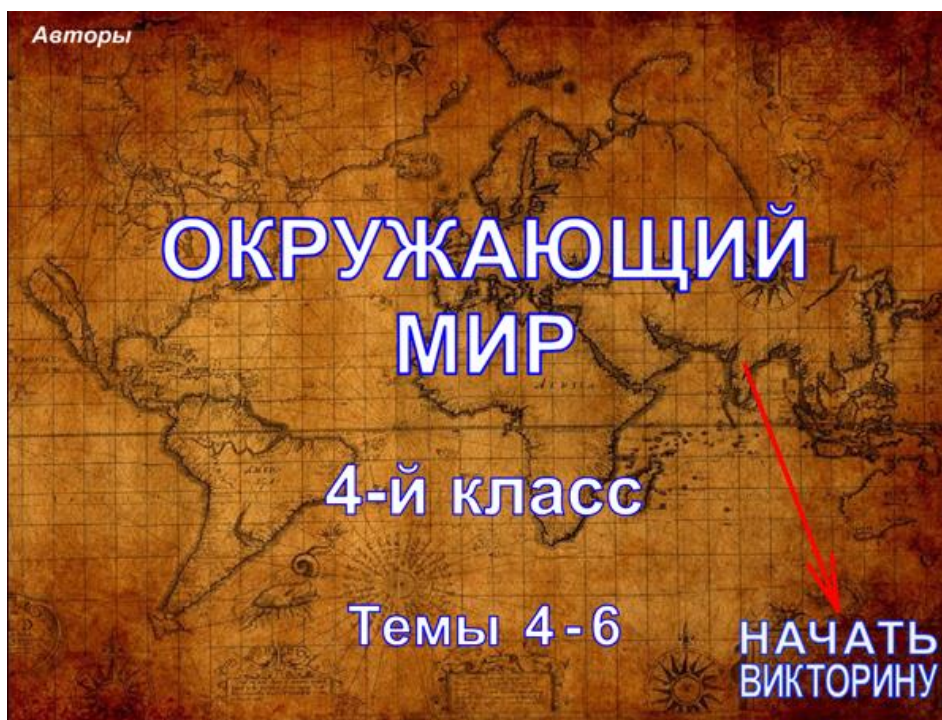 Авторы
ОКРУЖАЮЩИЙ
МИР
4-й класс
Темы 4 - 6
НАЧАТЬ
ВИКТОРИНУ